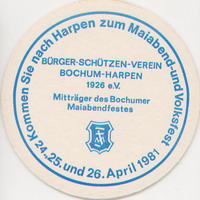 Kommen Sie nach Harpen zum Maiabend-und Volksfest
BÜRGER-SCHÜTZEN-VEREIN
BOCHUM-HARPEN
1926 e.V.
Mitträger des Bochumer
Maiabendfestes
24.,25. und 26. April 1981